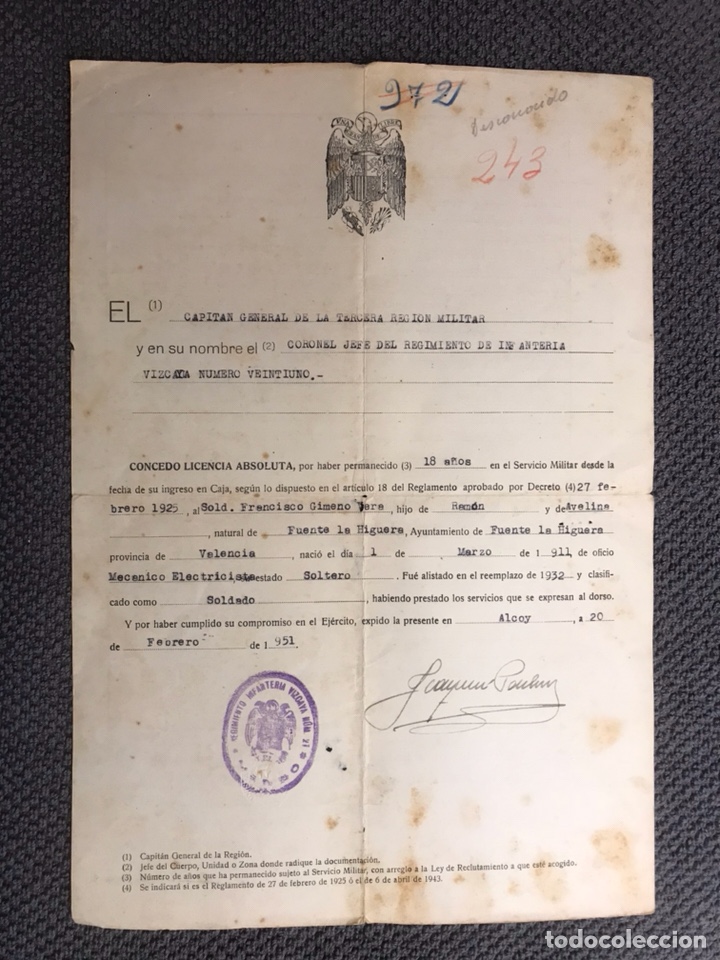 972
Desconocido
243
EL (1) CAPITAN GENERAL DE LA TERCERA REGION MILITAR
y en su nombre el (2) CORONEL JEFE DEL REGIMIENTO DE INFANTERIA
VIZCAYA NUMERO VEINTIUNO.-
CONCEDO LICENCIA ABSOLUTA, por haber permanecido (3) 18 años en el Servicio Militar desde la
fecha de su ingreso en Caja, según lo dispuesto en el artículo 18 del Reglamento aprobado por Decreto (4) 27 fe-
brero 1925, al Sold. Francisco Gimeno Vera, hijo de Ramón y de Avelina
, natural de Fuente la Higuera, Ayuntamiento de Fuente la Higuera
provincia de Valencia, nació el día 1 de Marzo de 1 911, de oficio
Mecanico Electricista, estado Soltero. Fué alistado en el reemplazo de 1932 y clasifi-
cado como Soldado, habiendo prestado los servicios que se expresan al dorso.
Y por haber cumplido su compromiso en el Ejército, expido la presente en Alcoy, a 20
de Febrero de 1 951.
REGIMIENTO INFANTERIA VIZCAYA NÚM. 21
(1) Capitán General de la Región.
(2) Jefe del Cuerpo, Unidad o Zona donde radique la documentación.
(3) Número de años que ha permanecido sujeto al Servicio Militar, con arreglo a la Ley de Reclutamiento a que esté acogido.
(4) Se indicará si es el Reglamento de 27 de febrero de 1925 ó el de 6 de abril de 1943.
todocoleccion